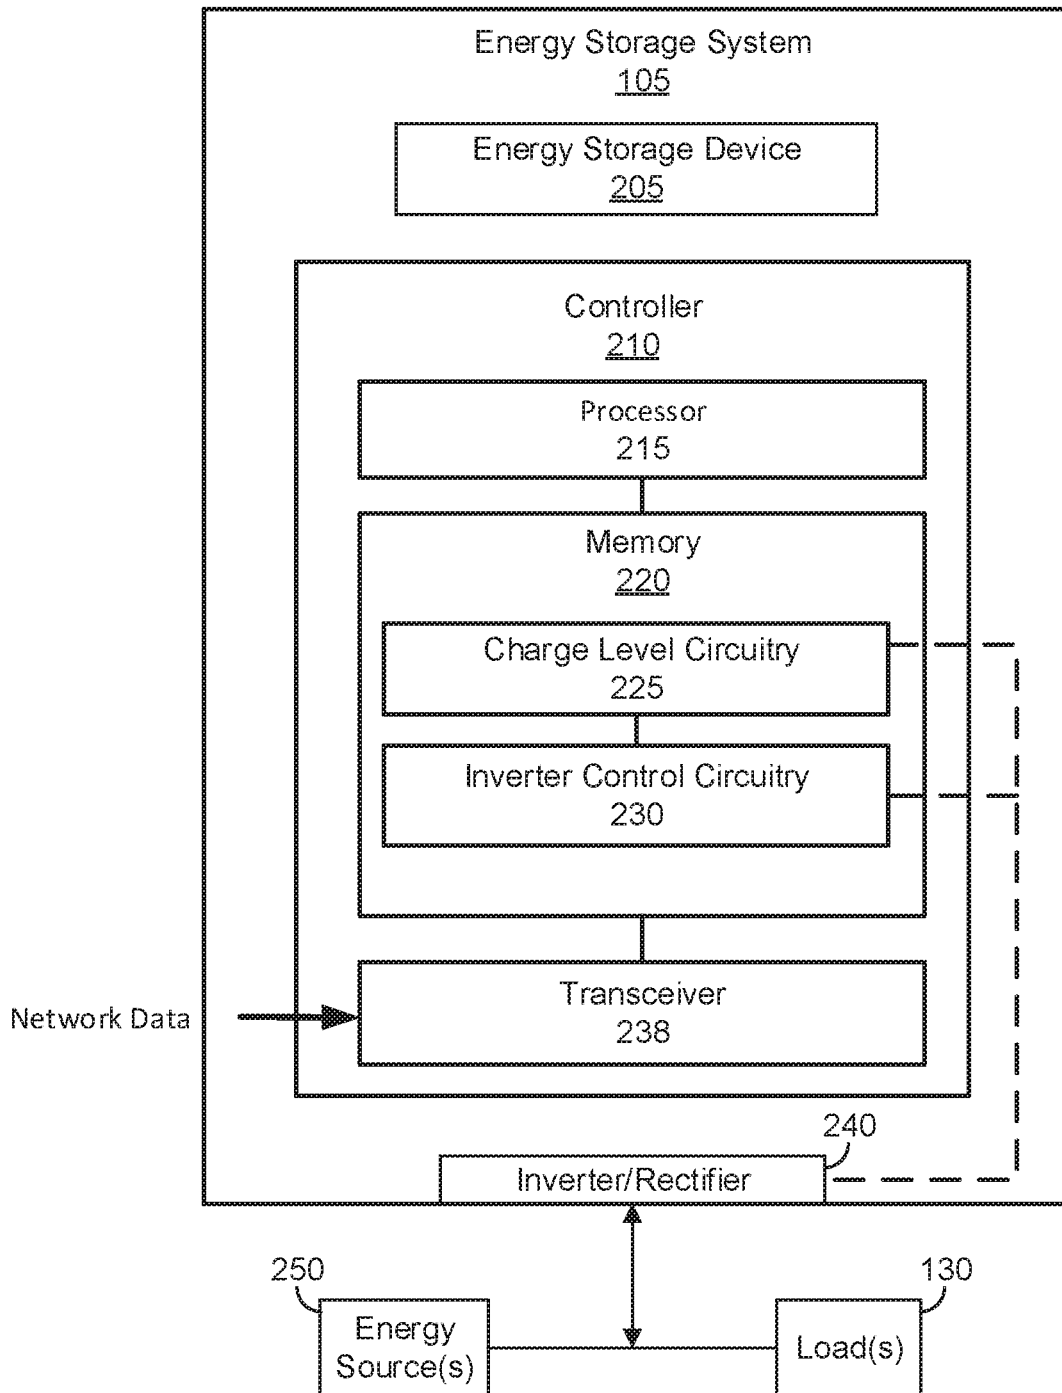 Energy Storage System
105
Energy Storage Device
205
Controller
210
Processor
215
Memory
220
Charge Level Circuitry
225
Inverter Control Circuitry
230
Transceiver
238
Network Data
240
Inverter/Rectifier
250
Energy
Source(s)
130
Load(s)